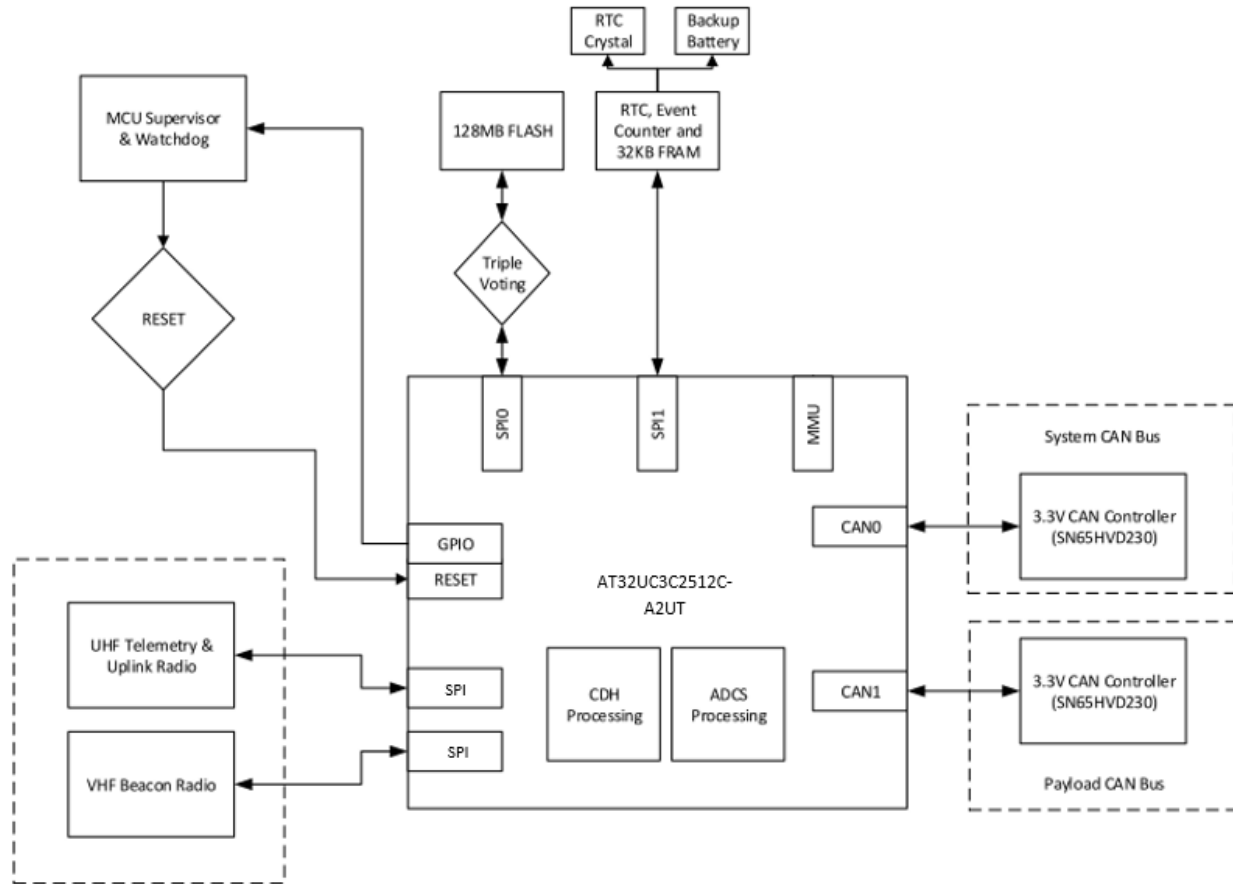 RTC
Crystal
Backup
Battery
MCU Supervisor
& Watchdog
128MB FLASH
RTC, Event
Counter and
32KB FRAM
Triple
Voting
RESET
SPI0
SPI1
MMU
System CAN Bus
3.3V CAN Controller
(SN65HVD230)
CAN0
GPIO
RESET
AT32UC3C2512C-
A2UT
UHF Telemetry &
Uplink Radio
SPI
CDH
Processing
ADCS
Processing
CAN1
3.3V CAN Controller
(SN65HVD230)
SPI
VHF Beacon Radio
Payload CAN Bus